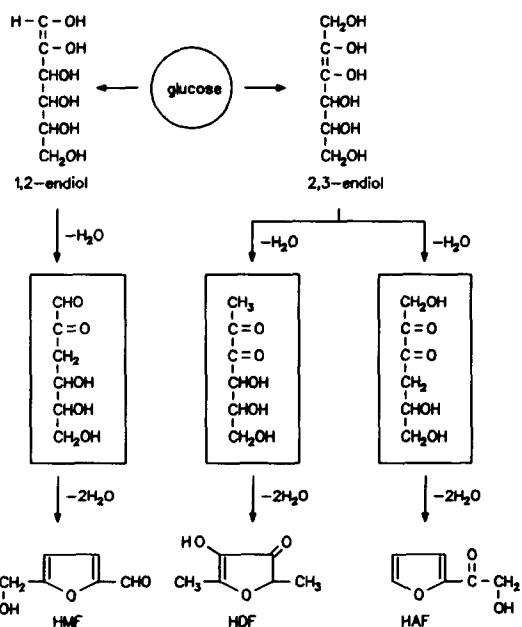 H-C-OH
C-OH
CHOH
CHOH
CHOH
CH₂OH
1,2-endiol
glucose
CH₂OH
C-OH
C-OH
CHOH
CHOH
CH₂OH
2,3-endiol
-H₂O
-H₂O
-H₂O
CHO
C=O
CH₂
CHOH
CHOH
CH₂OH
CH₃
C=O
C=O
CHOH
CHOH
CH₂OH
CH₂OH
C=O
C=O
CH₂
CHOH
CH₂OH
-2H₂O
-2H₂O
-2H₂O
CH₂
OH
O
CHO
HMF
HO
O
CH₃
O
CH₃
HDF
O
O
C-CH₂
OH
HAF